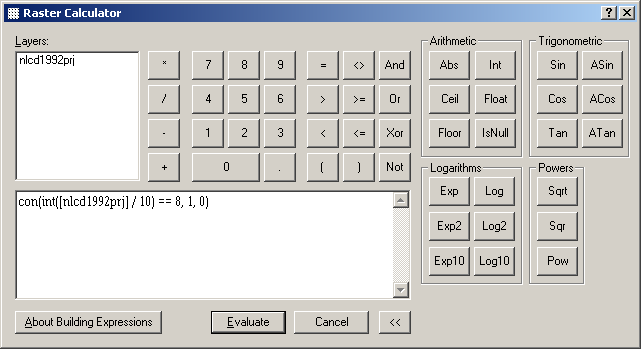 Raster Calculator
Layers:
nlcd1992prj
* 7 8 9 = <> And
/ 4 5 6 > >= Or
- 1 2 3 < <= Xor
+ 0 . ( ) Not
Arithmetic
Abs Int
Ceil Float
Floor IsNull
Trigonometric
Sin ASin
Cos ACos
Tan ATan
con(int([nlcd1992prj] / 10) == 8, 1, 0)
Logarithms
Exp Log
Exp2 Log2
Exp10 Log10
Powers
Sqrt
Sqr
Pow
About Building Expressions Evaluate Cancel <<